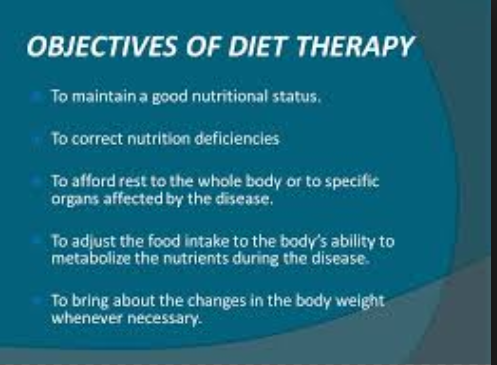 OBJECTIVES OF DIET THERAPY
To maintain a good nutritional status.
To correct nutrition deficiencies
To afford rest to the whole body or to specific
organs affected by the disease.
To adjust the food intake to the body's ability to
metabolize the nutrients during the disease.
To bring about the changes in the body weight
whenever necessary.